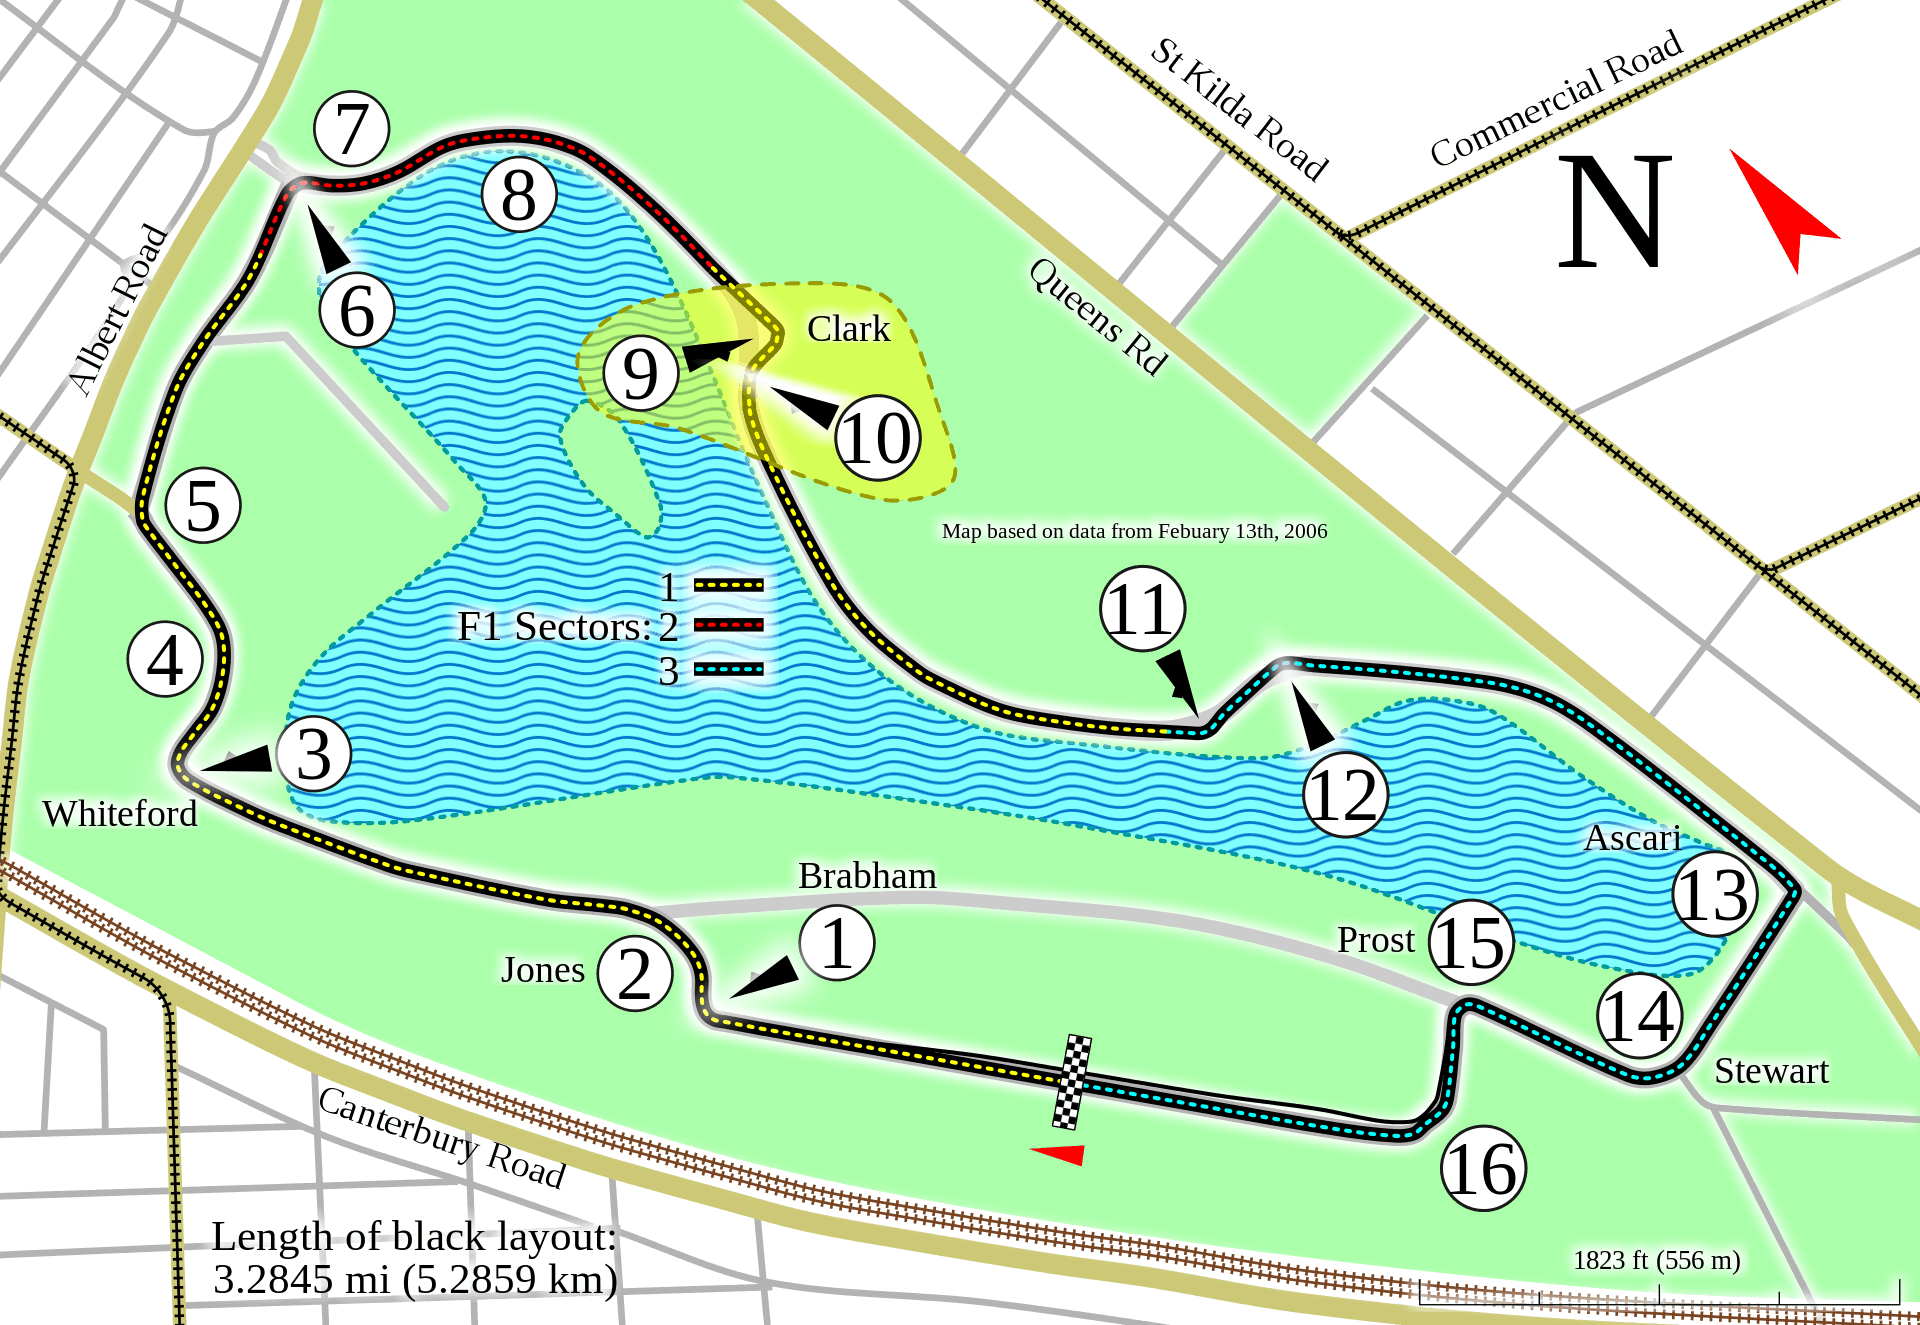 St Kilda Road
Commercial Road
N
7
8
6
Albert Road
Queens Rd
Clark
9
10
5
Map based on data from Febuary 13th, 2006
1
F1 Sectors: 2
3
11
4
3
12
Whiteford
Ascari
13
Brabham
Prost
15
1
Jones
2
14
Stewart
16
Canterbury Road
Length of black layout:
3.2845 mi (5.2859 km)
1823 ft (556 m)